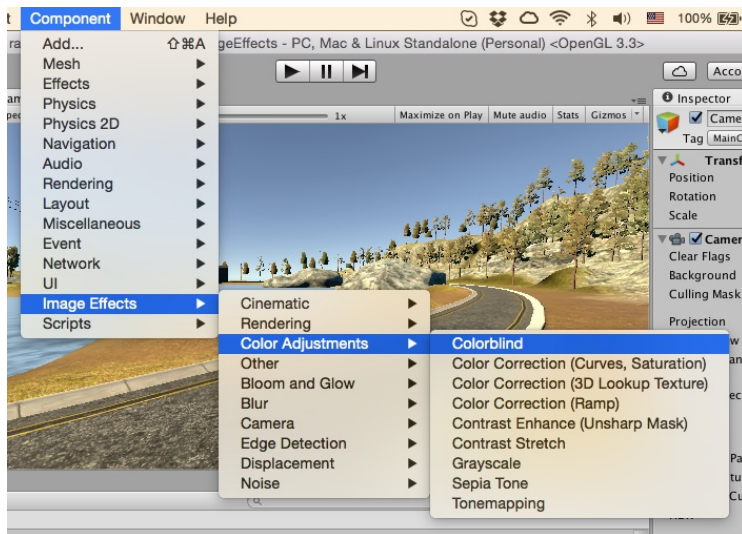 Component Window Help 100%
Add... ⇧⌘A
geEffects - PC, Mac & Linux Standalone (Personal) <OpenGL 3.3>
Mesh
Effects
Physics
Physics 2D
Navigation
Audio
Rendering
Layout
Miscellaneous
Event
Network
UI
Image Effects
Scripts
1x Maximize on Play Mute audio Stats Gizmos
Cinematic
Rendering
Color Adjustments
Other
Bloom and Glow
Blur
Camera
Edge Detection
Displacement
Noise
Colorblind
Color Correction (Curves, Saturation)
Color Correction (3D Lookup Texture)
Color Correction (Ramp)
Contrast Enhance (Unsharp Mask)
Contrast Stretch
Grayscale
Sepia Tone
Tonemapping
Acco
Inspector
Came
Tag MainC
Transf
Position
Rotation
Scale
Camer
Clear Flags
Background
Culling Mask
Projection